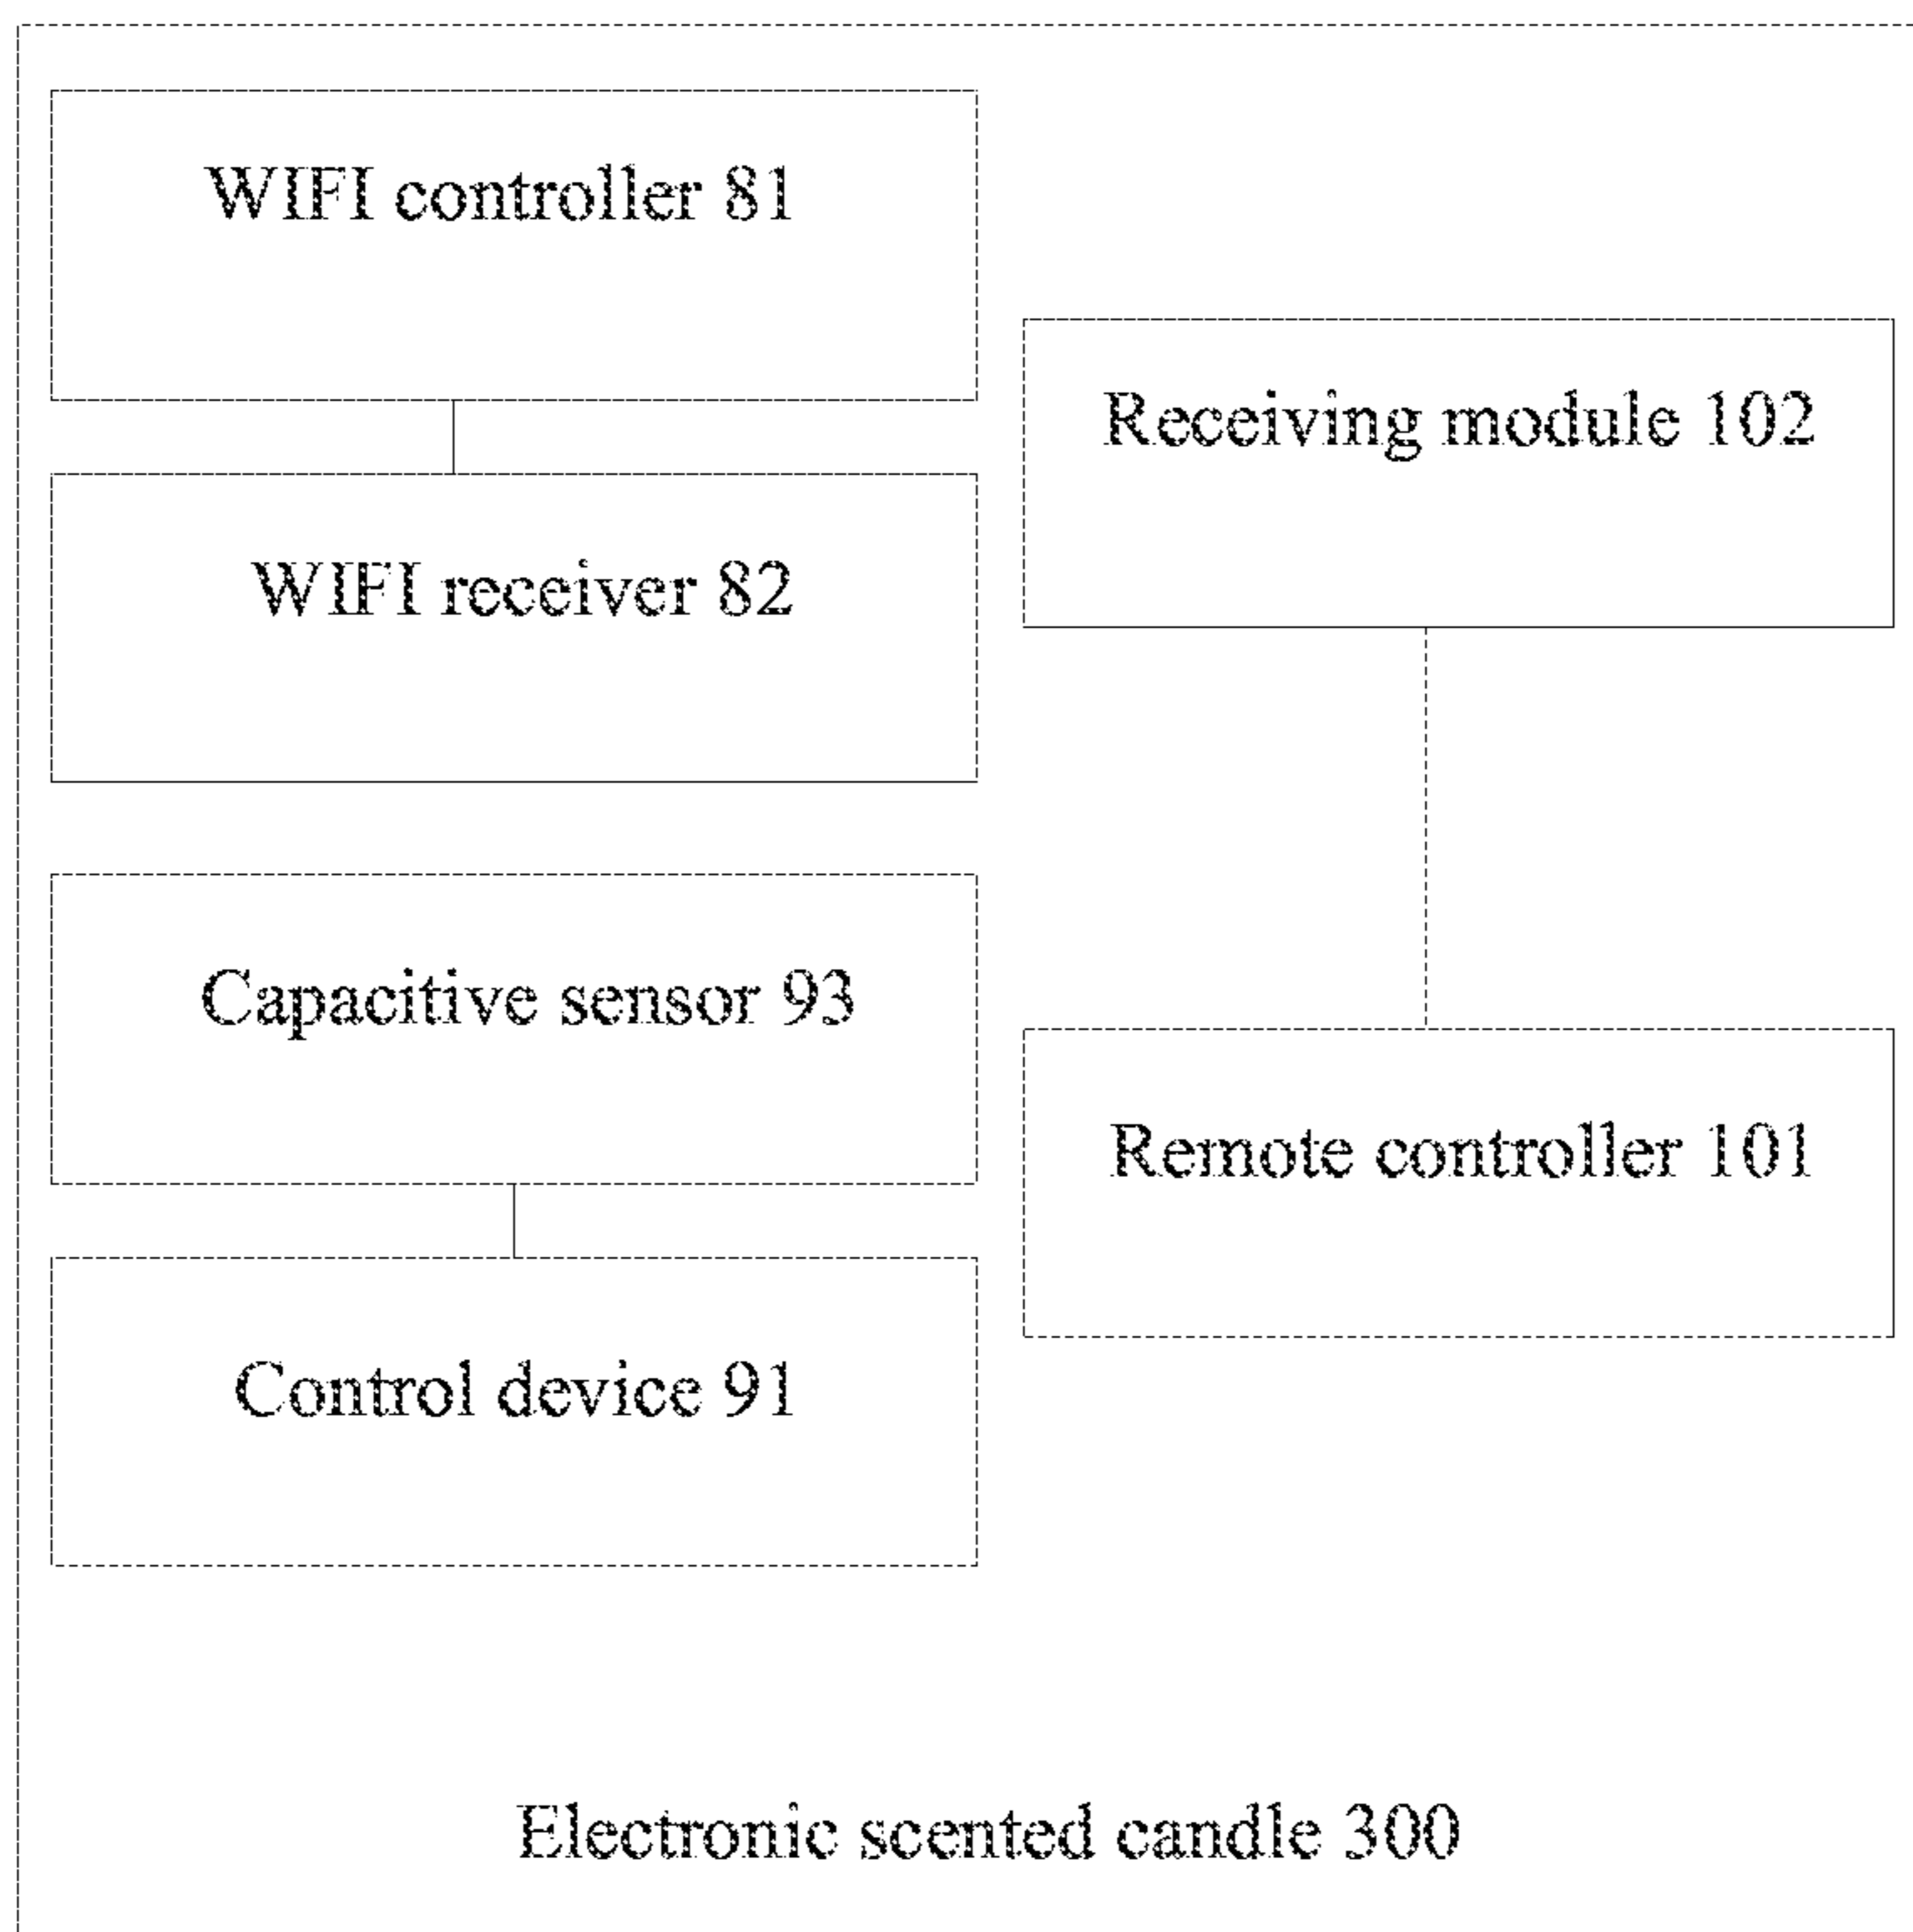 WIFI controller 81
WIFI receiver 82
Capacitive sensor 93
Control device 91
Receiving module 102
Remote controller 101
Electronic scented candle 300